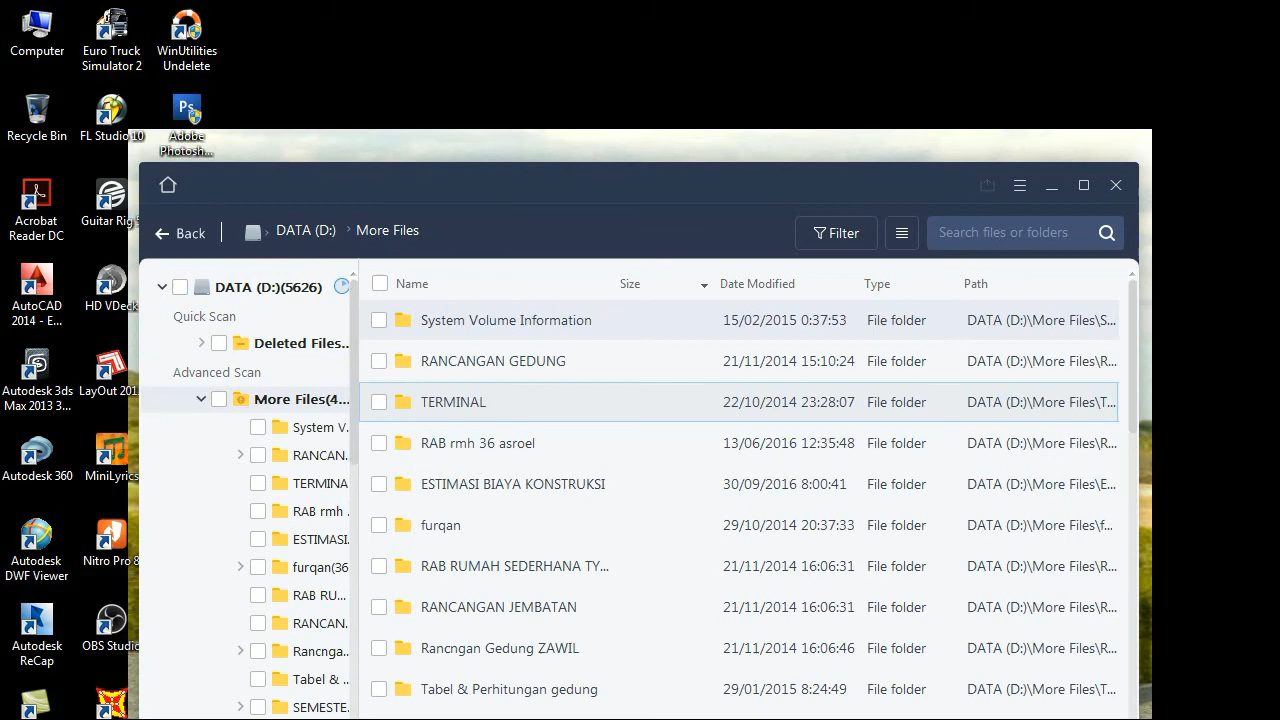 Computer
Euro Truck
Simulator 2
WinUtilities
Undelete
Recycle Bin
FL Studio 10
Adobe
Photosh...
Acrobat
Reader DC
Guitar Rig 5
AutoCAD
2014 - E...
HD VDeck
Autodesk 3ds
Max 2013 3...
LayOut 201
Autodesk 360
MiniLyrics
Autodesk
DWF Viewer
Nitro Pro 8
Autodesk
ReCap
OBS Studio
Back
DATA (D:)
More Files
Filter
Search files or folders
DATA (D:)(5626)
Quick Scan
Deleted Files...
Advanced Scan
More Files(4...
System V...
RANCAN...
TERMINA
RAB rmh ...
ESTIMASI...
furqan(36
RAB RU...
RANCAN...
Rancnga...
Tabel & ...
SEMESTE...
Name Size Date Modified Type Path
System Volume Information 15/02/2015 0:37:53 File folder DATA (D:)\More Files\S...
RANCANGAN GEDUNG 21/11/2014 15:10:24 File folder DATA (D:)\More Files\R...
TERMINAL 22/10/2014 23:28:07 File folder DATA (D:)\More Files\T...
RAB rmh 36 asroel 13/06/2016 12:35:48 File folder DATA (D:)\More Files\R...
ESTIMASI BIAYA KONSTRUKSI 30/09/2016 8:00:41 File folder DATA (D:)\More Files\E...
furqan 29/10/2014 20:37:33 File folder DATA (D:)\More Files\f...
RAB RUMAH SEDERHANA TY... 21/11/2014 16:06:31 File folder DATA (D:)\More Files\R...
RANCANGAN JEMBATAN 21/11/2014 16:06:31 File folder DATA (D:)\More Files\R...
Rancngan Gedung ZAWIL 21/11/2014 16:06:46 File folder DATA (D:)\More Files\R...
Tabel & Perhitungan gedung 29/01/2015 8:34:49 File folder DATA (D:)\More Files\T...